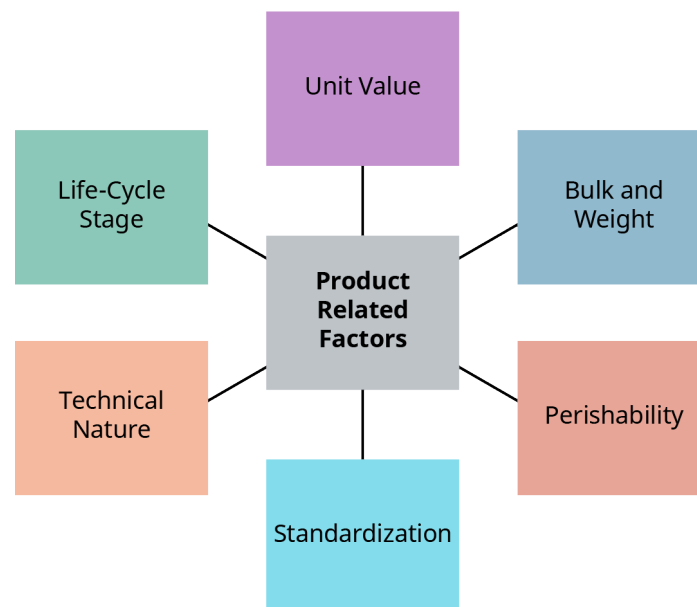 Unit Value
Life-Cycle
Stage
Bulk and
Weight
Product
Related
Factors
Technical
Nature
Perishability
Standardization